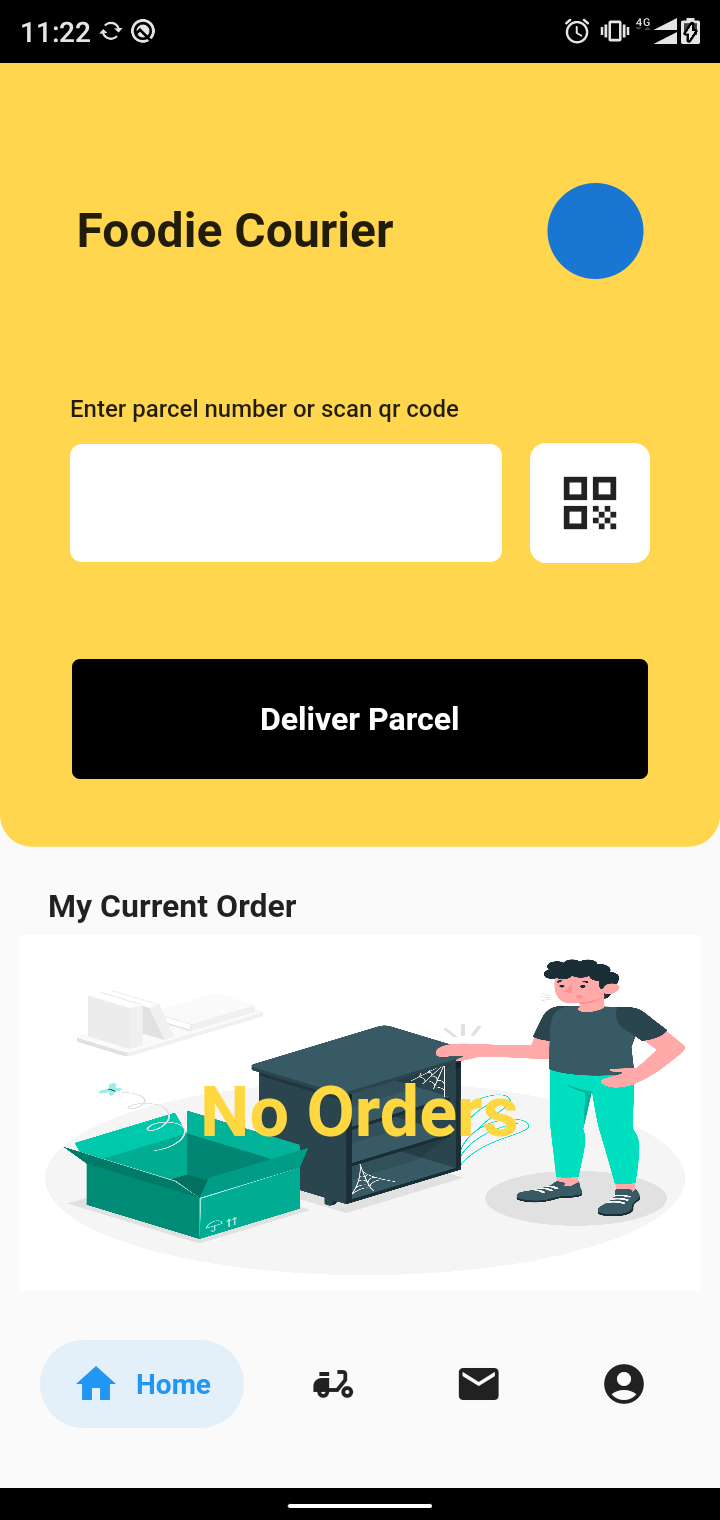 11:22
4G
Foodie Courier
Enter parcel number or scan qr code
Deliver Parcel
My Current Order
No Orders
Home